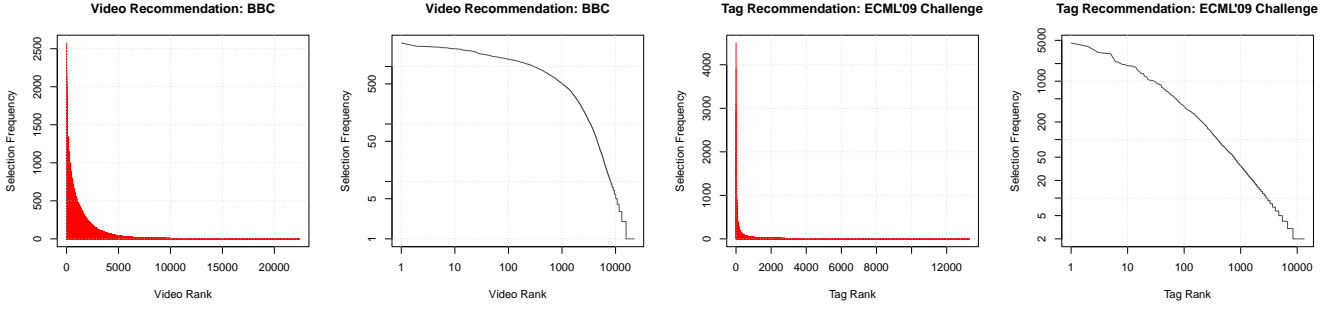 Video Recommendation: BBC
Selection Frequency
2500
2000
1500
1000
500
0
0 5000 10000 15000 20000
Video Rank
Video Recommendation: BBC
Selection Frequency
500
50
5
1
1 10 100 1000 10000
Video Rank
Tag Recommendation: ECML'09 Challenge
Selection Frequency
4000
3000
2000
1000
0
0 2000 4000 6000 8000 12000
Tag Rank
Tag Recommendation: ECML'09 Challenge
Selection Frequency
5000
1000
200
50
20
5
2
1 10 100 1000 10000
Tag Rank